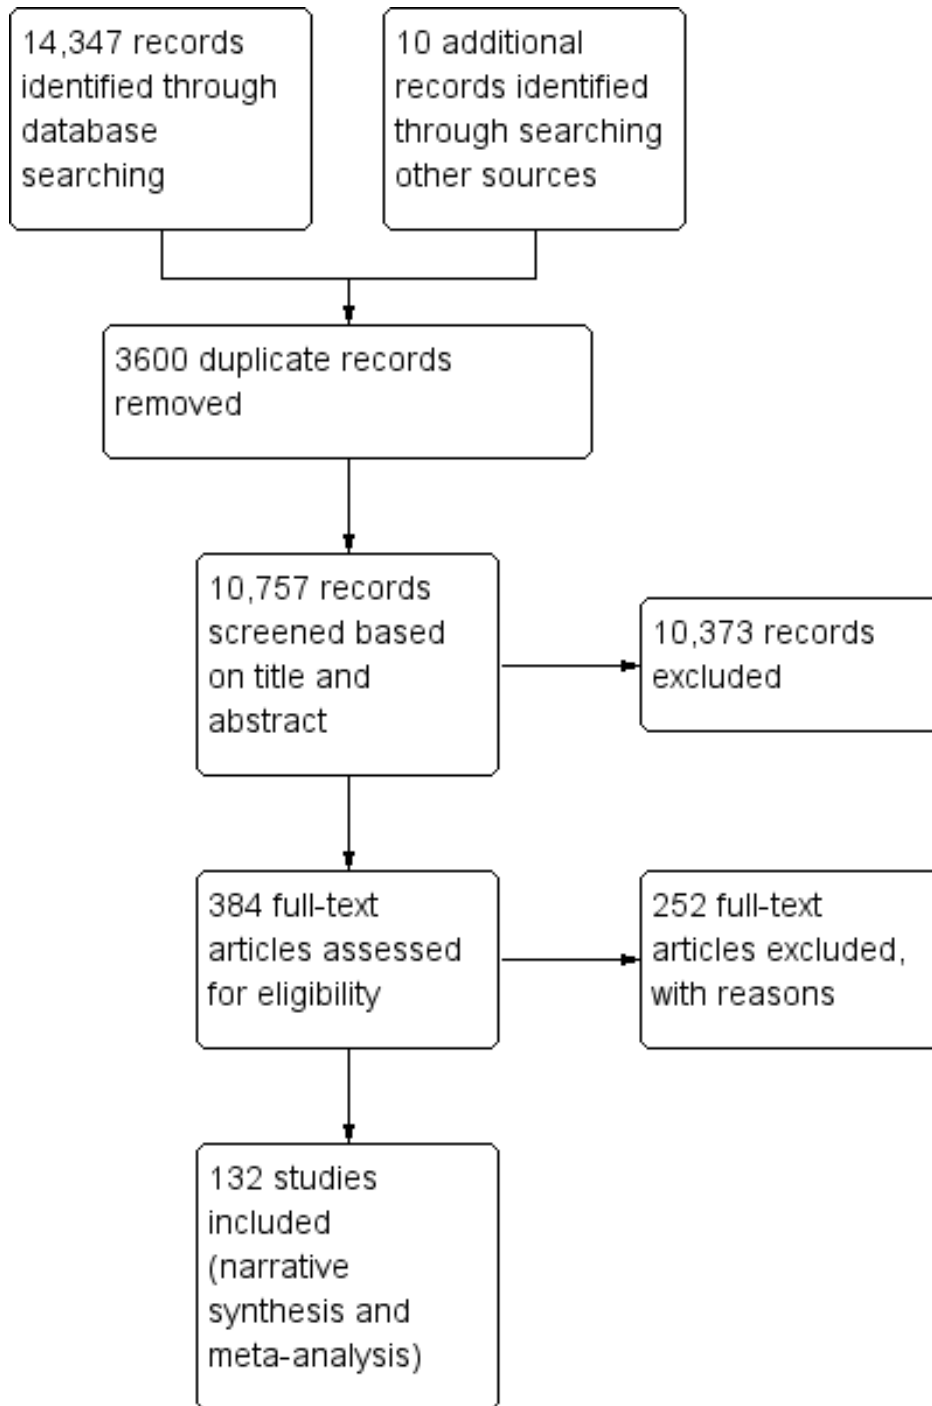 14,347 records
identified through
database
searching
10 additional
records identified
through searching
other sources
3600 duplicate records
removed
10,757 records
screened based
on title and
abstract
10,373 records
excluded
384 full-text
articles assessed
for eligibility
252 full-text
articles excluded,
with reasons
132 studies
included
(narrative
synthesis and
meta-analysis)